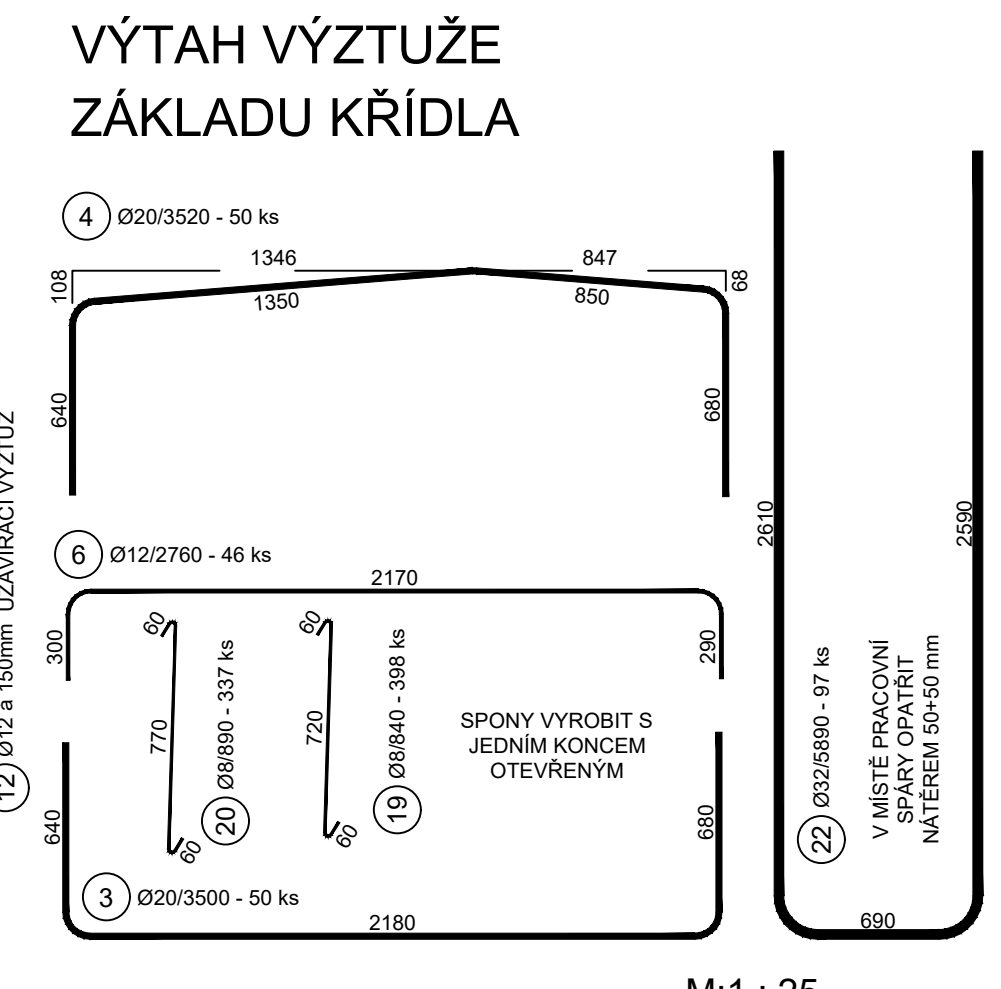 VÝTAH VÝZTUŽE
ZÁKLADU KŘÍDLA
4 Ø20/3520 - 50 ks
1346
847
108
68
1350
850
640
680
12 Ø12 a 150mm UZAVÍRACÍ VÝZTUŽ
6 Ø12/2760 - 46 ks
2170
300
290
60
770
60
20 Ø8/890 - 337 ks
60
720
60
19 Ø8/840 - 398 ks
SPONY VYROBIT S
JEDNÍM KONCEM
OTEVŘENÝM
640
680
3 Ø20/3500 - 50 ks
2180
2610
2590
22 Ø32/5890 - 97 ks
V MÍSTĚ PRACOVNÍ
SPÁRY OPATŘIT
NÁTĚREM 50+50 mm
690
M:1 : 25